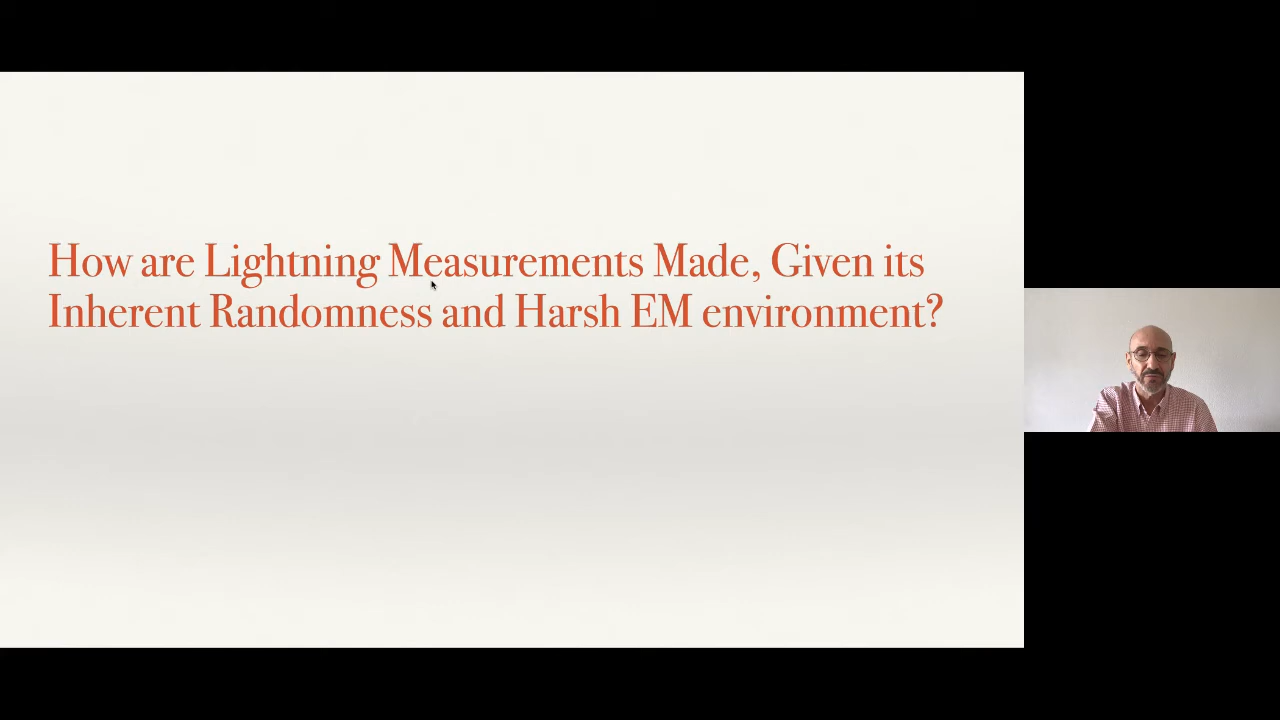 How are Lightning Measurements Made, Given its
Inherent Randomness and Harsh EM environment?